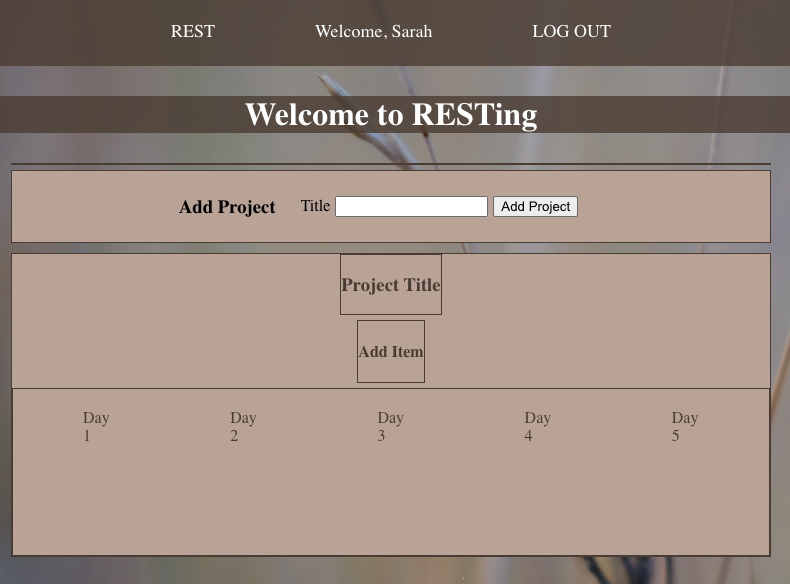 REST Welcome, Sarah LOG OUT
Welcome to RESTing
Add Project Title Add Project
Project Title
Add Item
Day 1 Day 2 Day 3 Day 4 Day 5